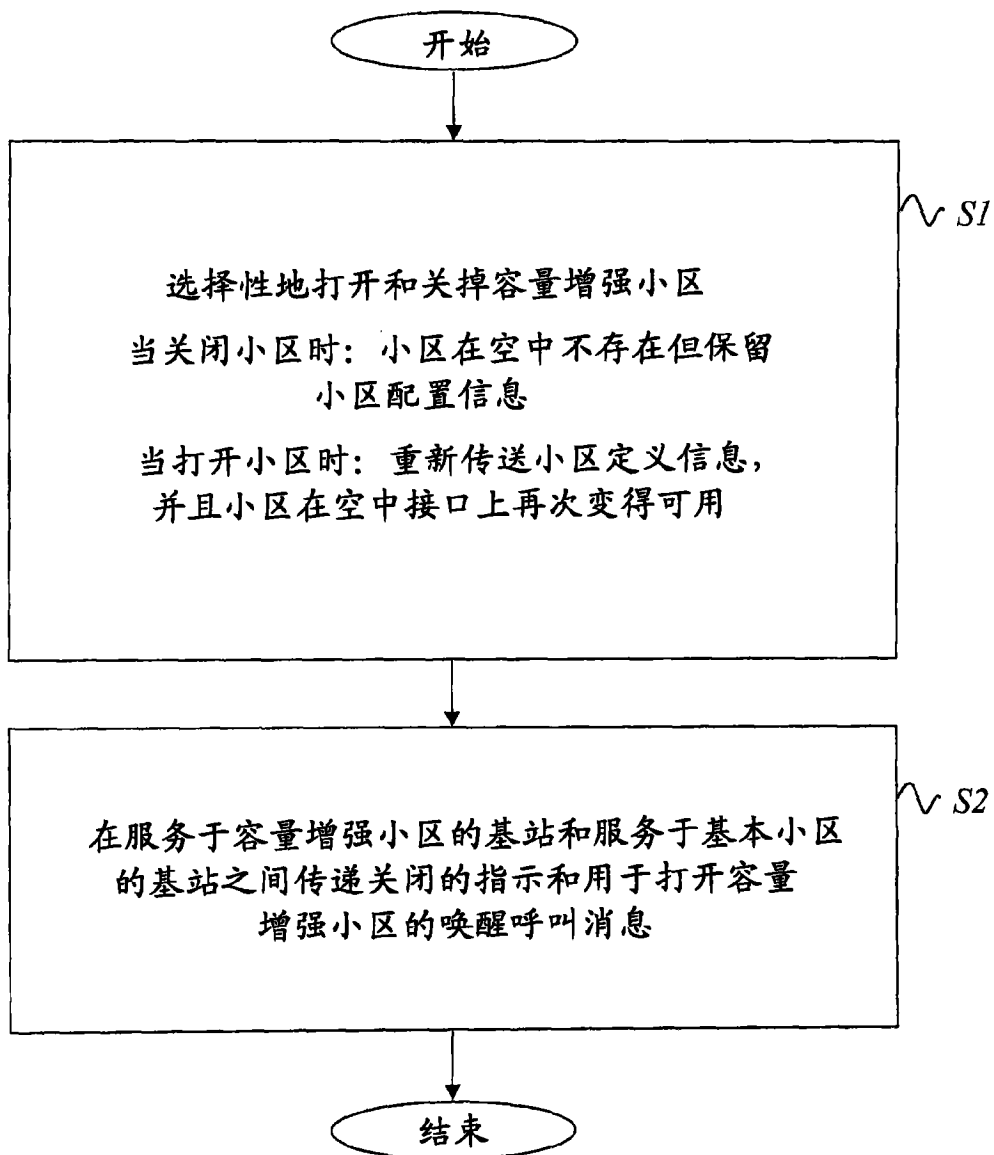 开始
选择性地打开和关掉容量增强小区
当关闭小区时：小区在空中不存在但保留
小区配置信息
当打开小区时：重新传送小区定义信息，
并且小区在空中接口上再次变得可用
S1
在服务于容量增强小区的基站和服务于基本小区
的基站之间传递关闭的指示和用于打开容量
增强小区的唤醒呼叫消息
S2
结束